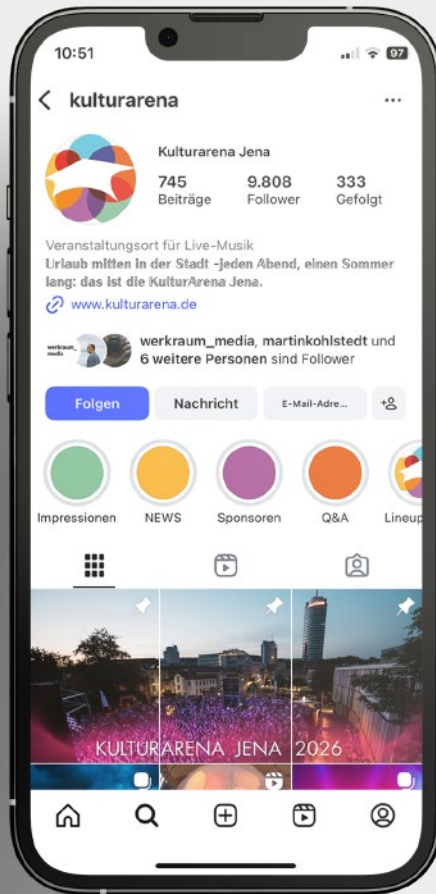 10:51
97
kulturarena
Kulturarena Jena
745 9.808 333
Beiträge Follower Gefolgt
Veranstaltungsort für Live-Musik
Urlaub mitten in der Stadt -jeden Abend, einen Sommer
lang: das ist die KulturArena Jena.
www.kulturarena.de
werkraum_
media
werkraum_media, martinkohlstedt und
6 weitere Personen sind Follower
Folgen Nachricht E-Mail-Adre...
Impressionen NEWS Sponsoren Q&A Lineup
KULTURARENA JENA 2026